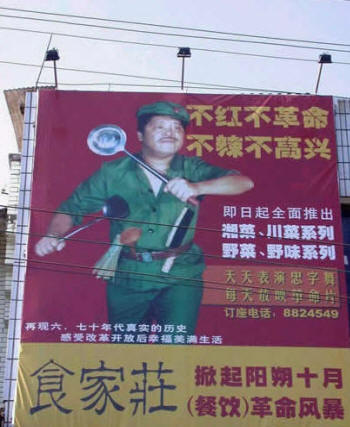 不红不革命
不辣不高兴
即日起全面推出
湘菜、川菜系列
野菜、野味系列
天天表演忠字舞
每天放映革命片
订座电话：8824549
再现六、七十年代真实的历史
感受改革开放后幸福美满生活
食家莊
掀起阳朔十月
(餐饮)革命风暴